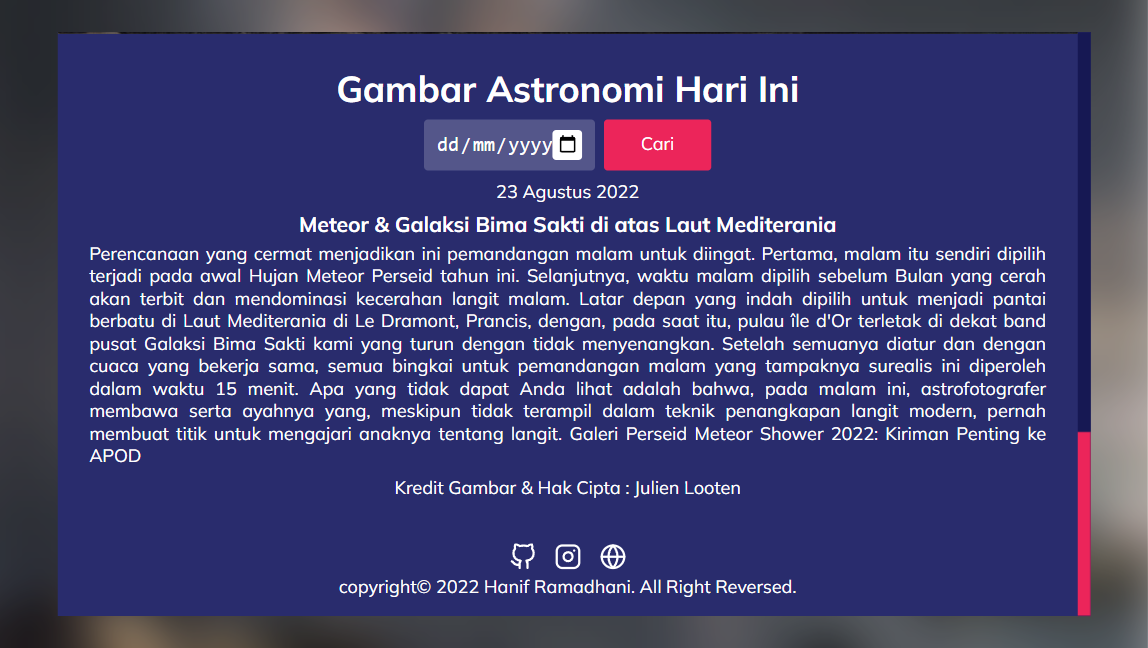 Gambar Astronomi Hari Ini
dd/mm/yyyy Cari
23 Agustus 2022
Meteor & Galaksi Bima Sakti di atas Laut Mediterania
Perencanaan yang cermat menjadikan ini pemandangan malam untuk diingat. Pertama, malam itu sendiri dipilih
terjadi pada awal Hujan Meteor Perseid tahun ini. Selanjutnya, waktu malam dipilih sebelum Bulan yang cerah
akan terbit dan mendominasi kecerahan langit malam. Latar depan yang indah dipilih untuk menjadi pantai
berbatu di Laut Mediterania di Le Dramont, Prancis, dengan, pada saat itu, pulau île d'Or terletak di dekat band
pusat Galaksi Bima Sakti kami yang turun dengan tidak menyenangkan. Setelah semuanya diatur dan dengan
cuaca yang bekerja sama, semua bingkai untuk pemandangan malam yang tampaknya surealis ini diperoleh
dalam waktu 15 menit. Apa yang tidak dapat Anda lihat adalah bahwa, pada malam ini, astrofotografer
membawa serta ayahnya yang, meskipun tidak terampil dalam teknik penangkapan langit modern, pernah
membuat titik untuk mengajari anaknya tentang langit. Galeri Perseid Meteor Shower 2022: Kiriman Penting ke
APOD
Kredit Gambar & Hak Cipta : Julien Looten
copyright© 2022 Hanif Ramadhani. All Right Reversed.